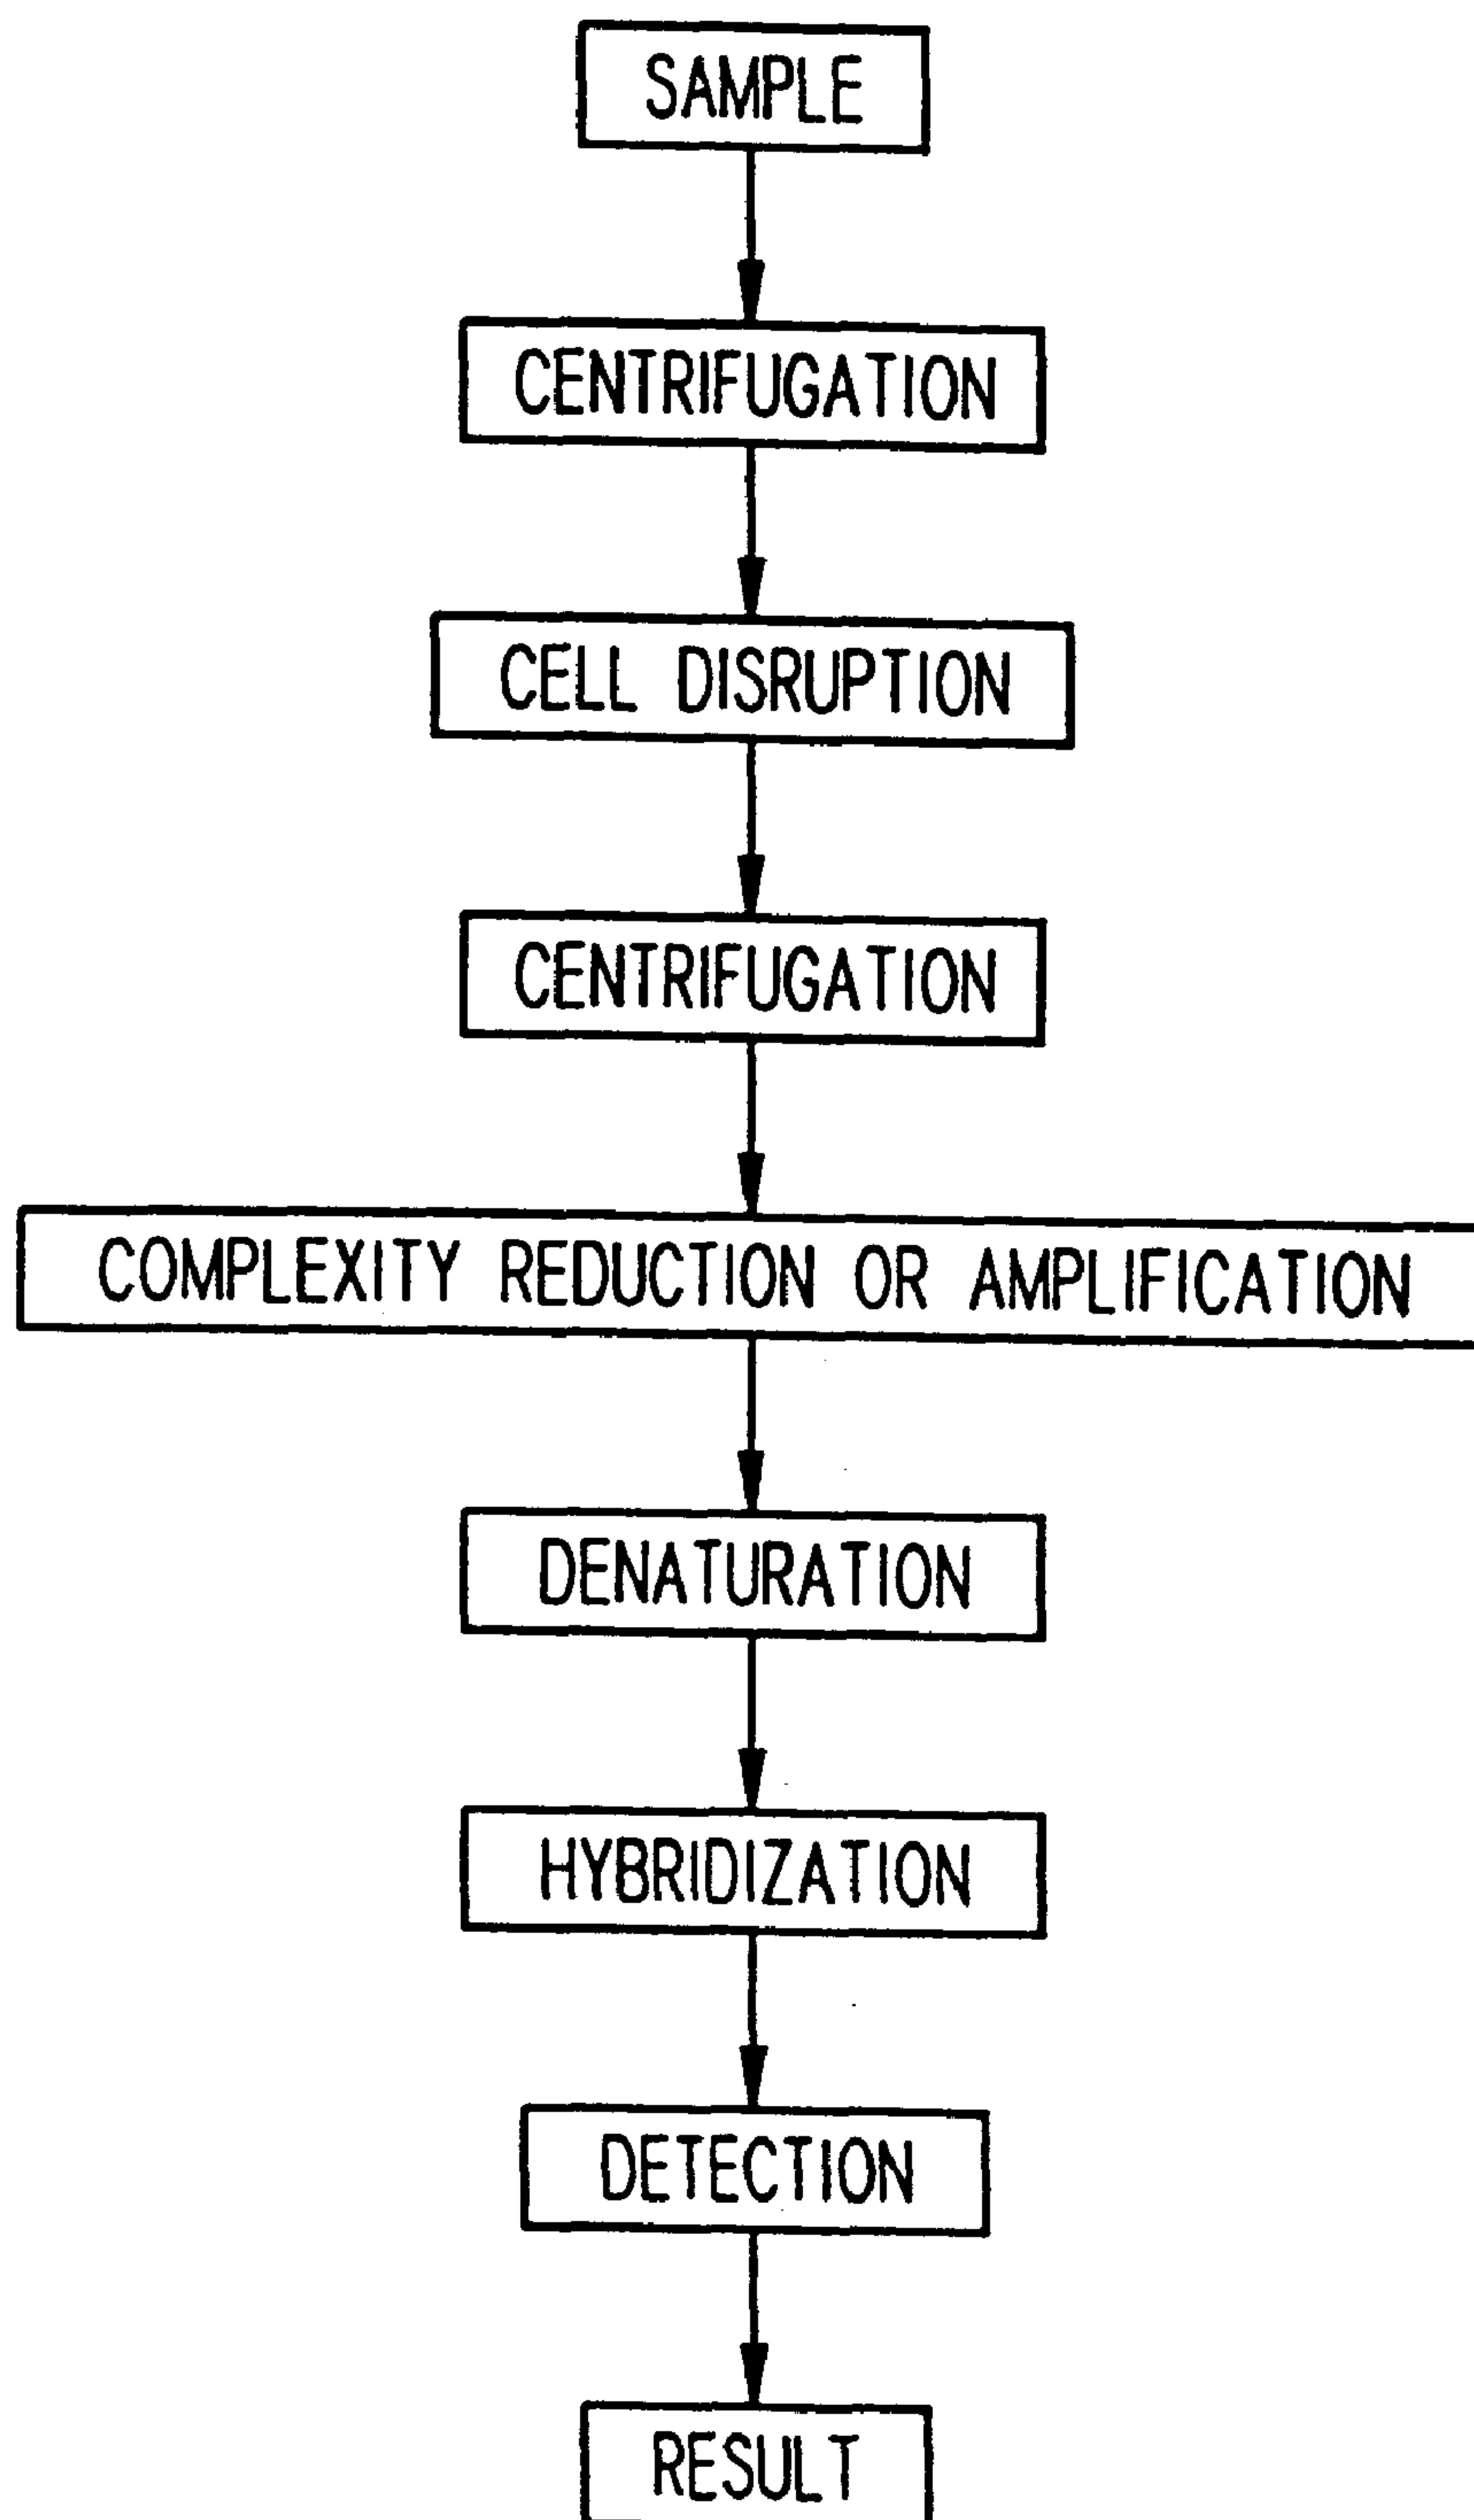 SAMPLE
CENTRIFUGATION
CELL DISRUPTION
CENTRIFUGATION
COMPLEXITY REDUCTION OR AMPLIFICATION
DENATURATION
HYBRIDIZATION
DETECTION
RESULT